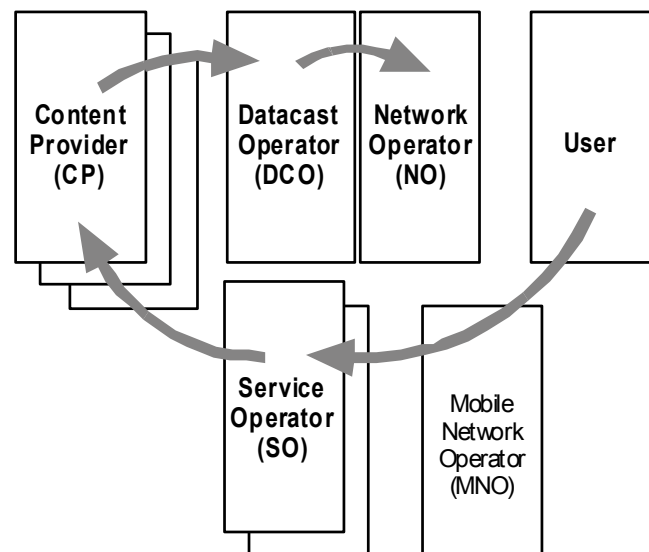 Content
Provider
(CP)
Datacast
Operator
(DCO)
Network
Operator
(NO)
User
Service
Operator
(SO)
Mobile
Network
Operator
(MNO)